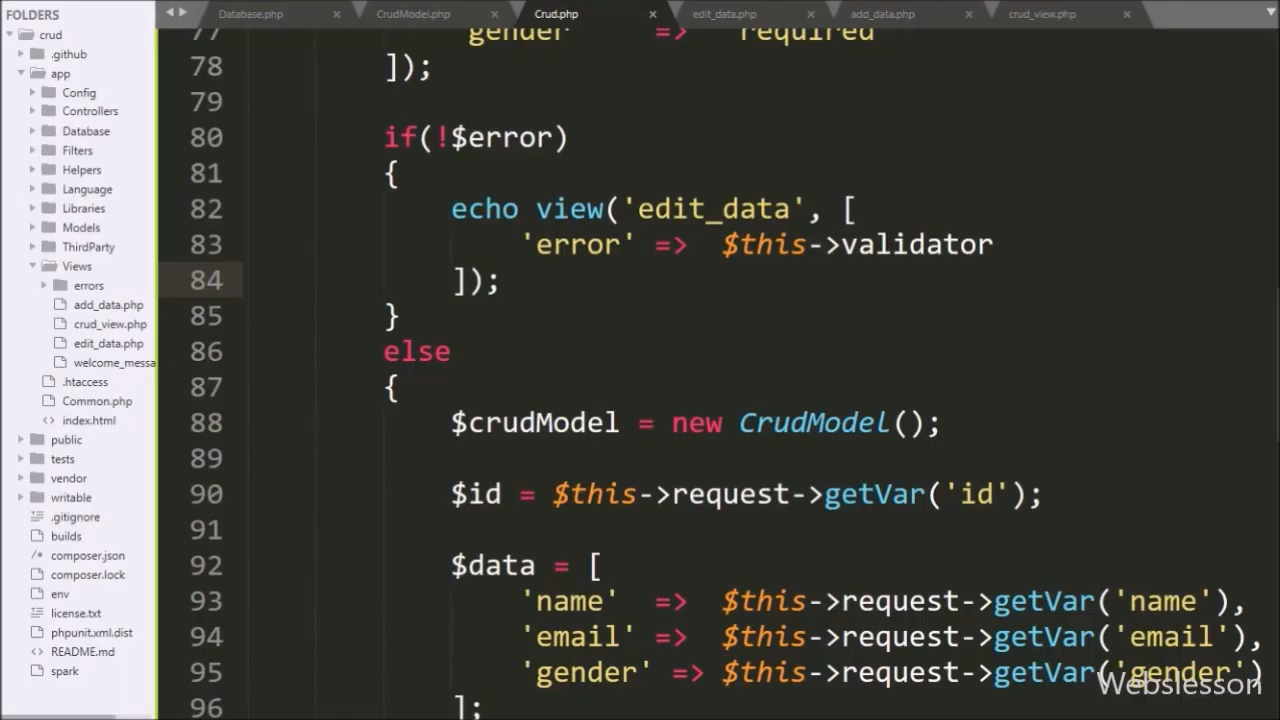 FOLDERS
crud
.github
app
Config
Controllers
Database
Filters
Helpers
Language
Libraries
Models
ThirdParty
Views
errors
add_data.php
crud_view.php
edit_data.php
welcome_messa
.htaccess
Common.php
index.html
public
tests
vendor
writable
.gitignore
builds
composer.json
composer.lock
env
license.txt
phpunit.xml.dist
README.md
spark
Database.php
CrudModel.php
Crud.php
edit_data.php
add_data.php
crud_view.php
77 'gender' => 'required'
78 ]);
79
80 if(!$error)
81 {
82 echo view('edit_data', [
83 'error' => $this->validator
84 ]);
85 }
86 else
87 {
88 $crudModel = new CrudModel();
89
90 $id = $this->request->getVar('id');
91
92 $data = [
93 'name' => $this->request->getVar('name'),
94 'email' => $this->request->getVar('email'),
95 'gender' => $this->request->getVar('gender')
96 ];
Webslesson